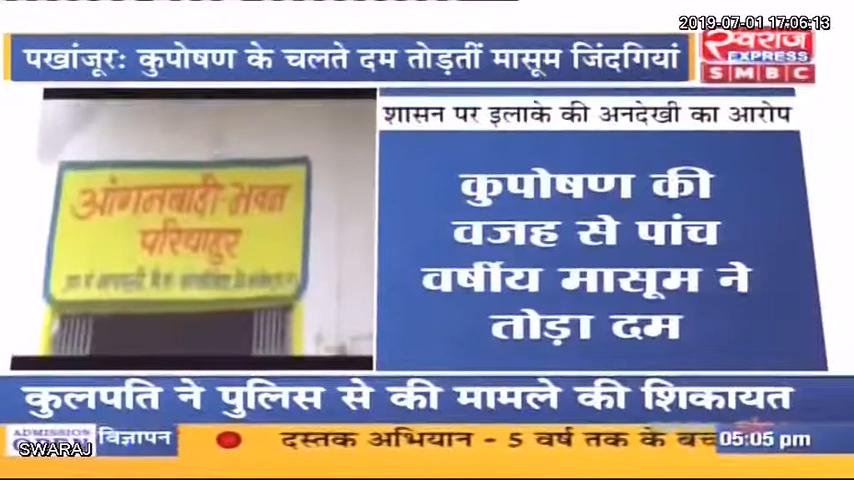 2019-07-01 17:06:13
पखांजूर: कुपोषण के चलते दम तोड़तीं मासूम जिंदगियां
स्वराज
EXPRESS
SMBC
शासन पर इलाके की अनदेखी का आरोप
आंगनबाडी-भवन
परियाहुर
कुपोषण की
वजह से पांच
वर्षीय मासूम ने
तोड़ा दम
कुलपति ने पुलिस से की मामले की शिकायत
ADMISSION
OPEN
SWARAJ
विज्ञापन
दस्तक अभियान - 5 वर्ष तक के
05:05 pm